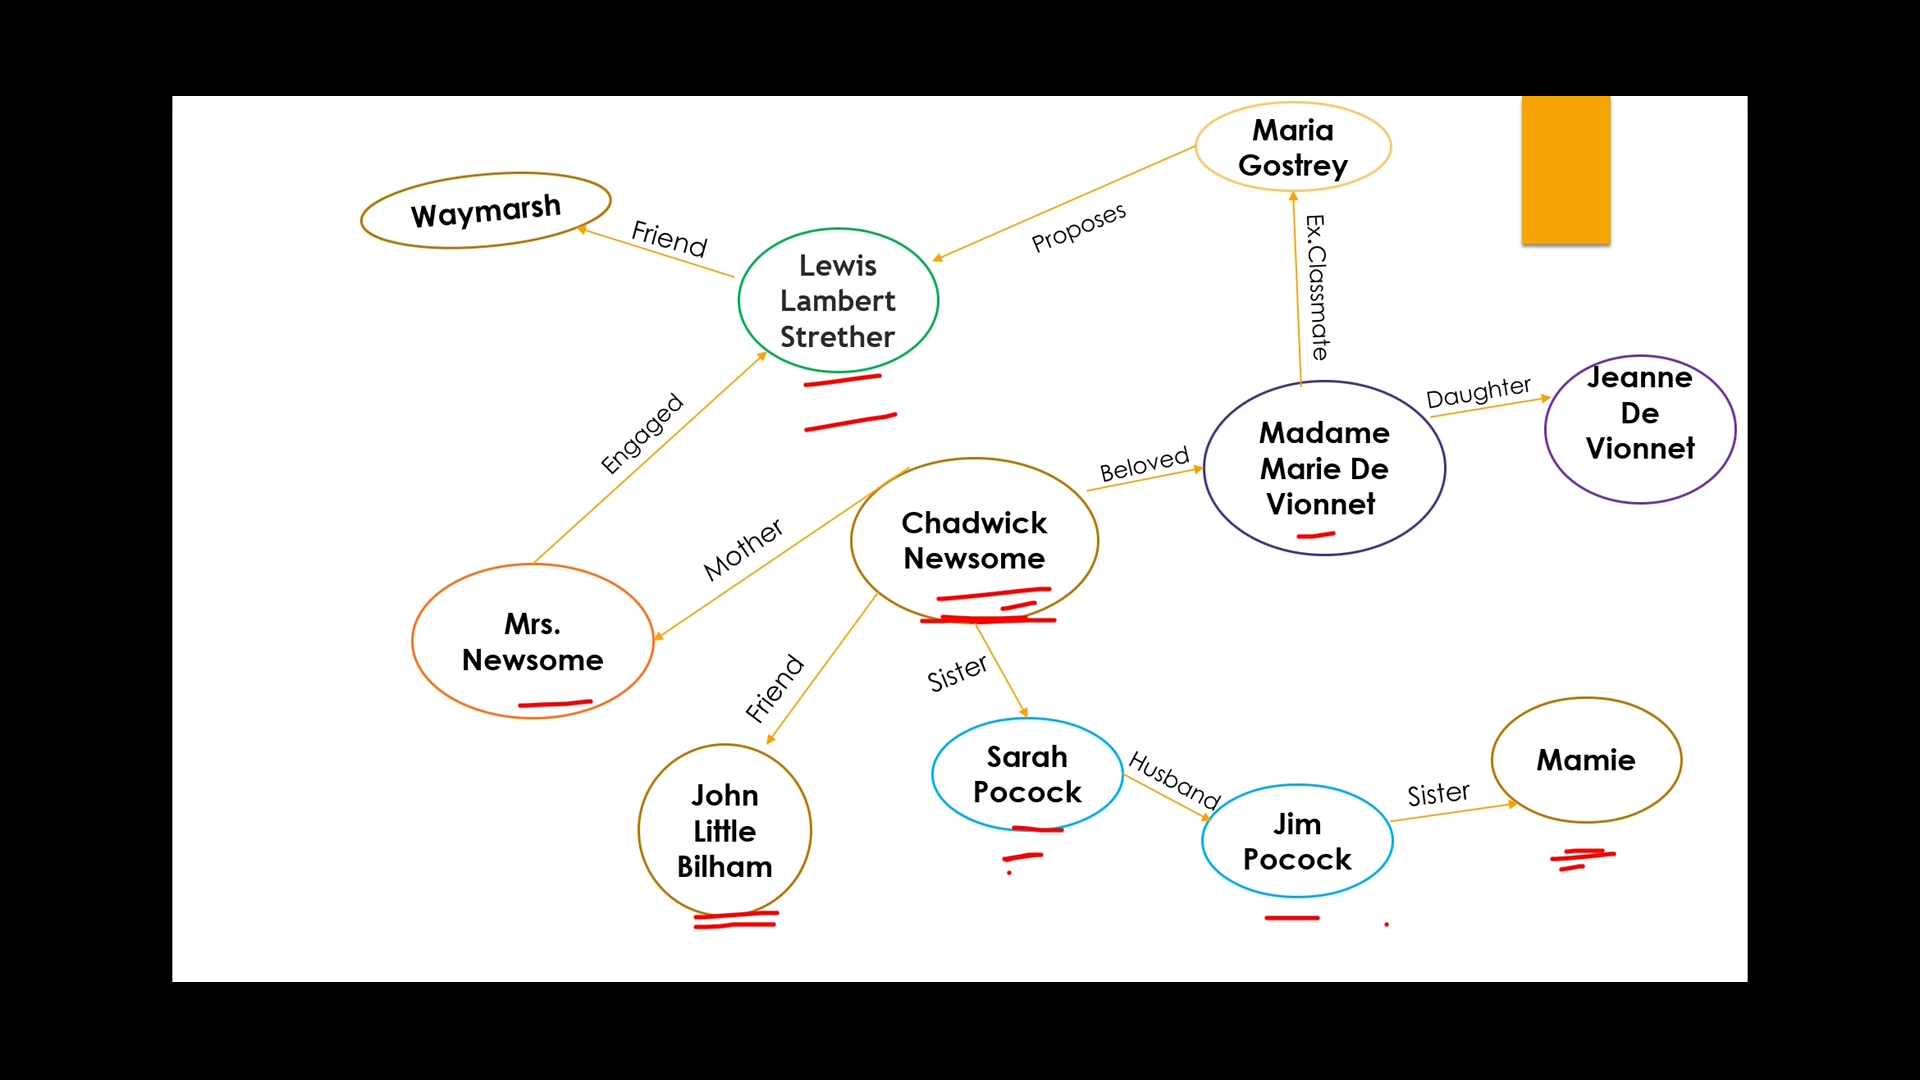 Maria
Gostrey
Waymarsh
Friend
Proposes
Ex.Classmate
Lewis
Lambert
Strether
Engaged
Daughter
Jeanne
De
Vionnet
Beloved
Madame
Marie De
Vionnet
Mother
Chadwick
Newsome
Mrs.
Newsome
Friend
Sister
John
Little
Bilham
Sarah
Pocock
Husband
Jim
Pocock
Sister
Mamie